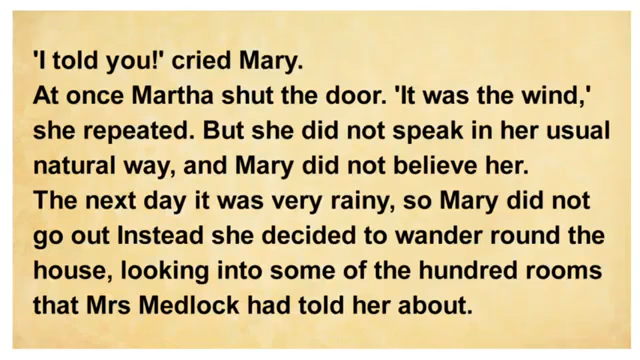 'I told you!' cried Mary.
At once Martha shut the door. 'It was the wind,'
she repeated. But she did not speak in her usual
natural way, and Mary did not believe her.
The next day it was very rainy, so Mary did not
go out Instead she decided to wander round the
house, looking into some of the hundred rooms
that Mrs Medlock had told her about.